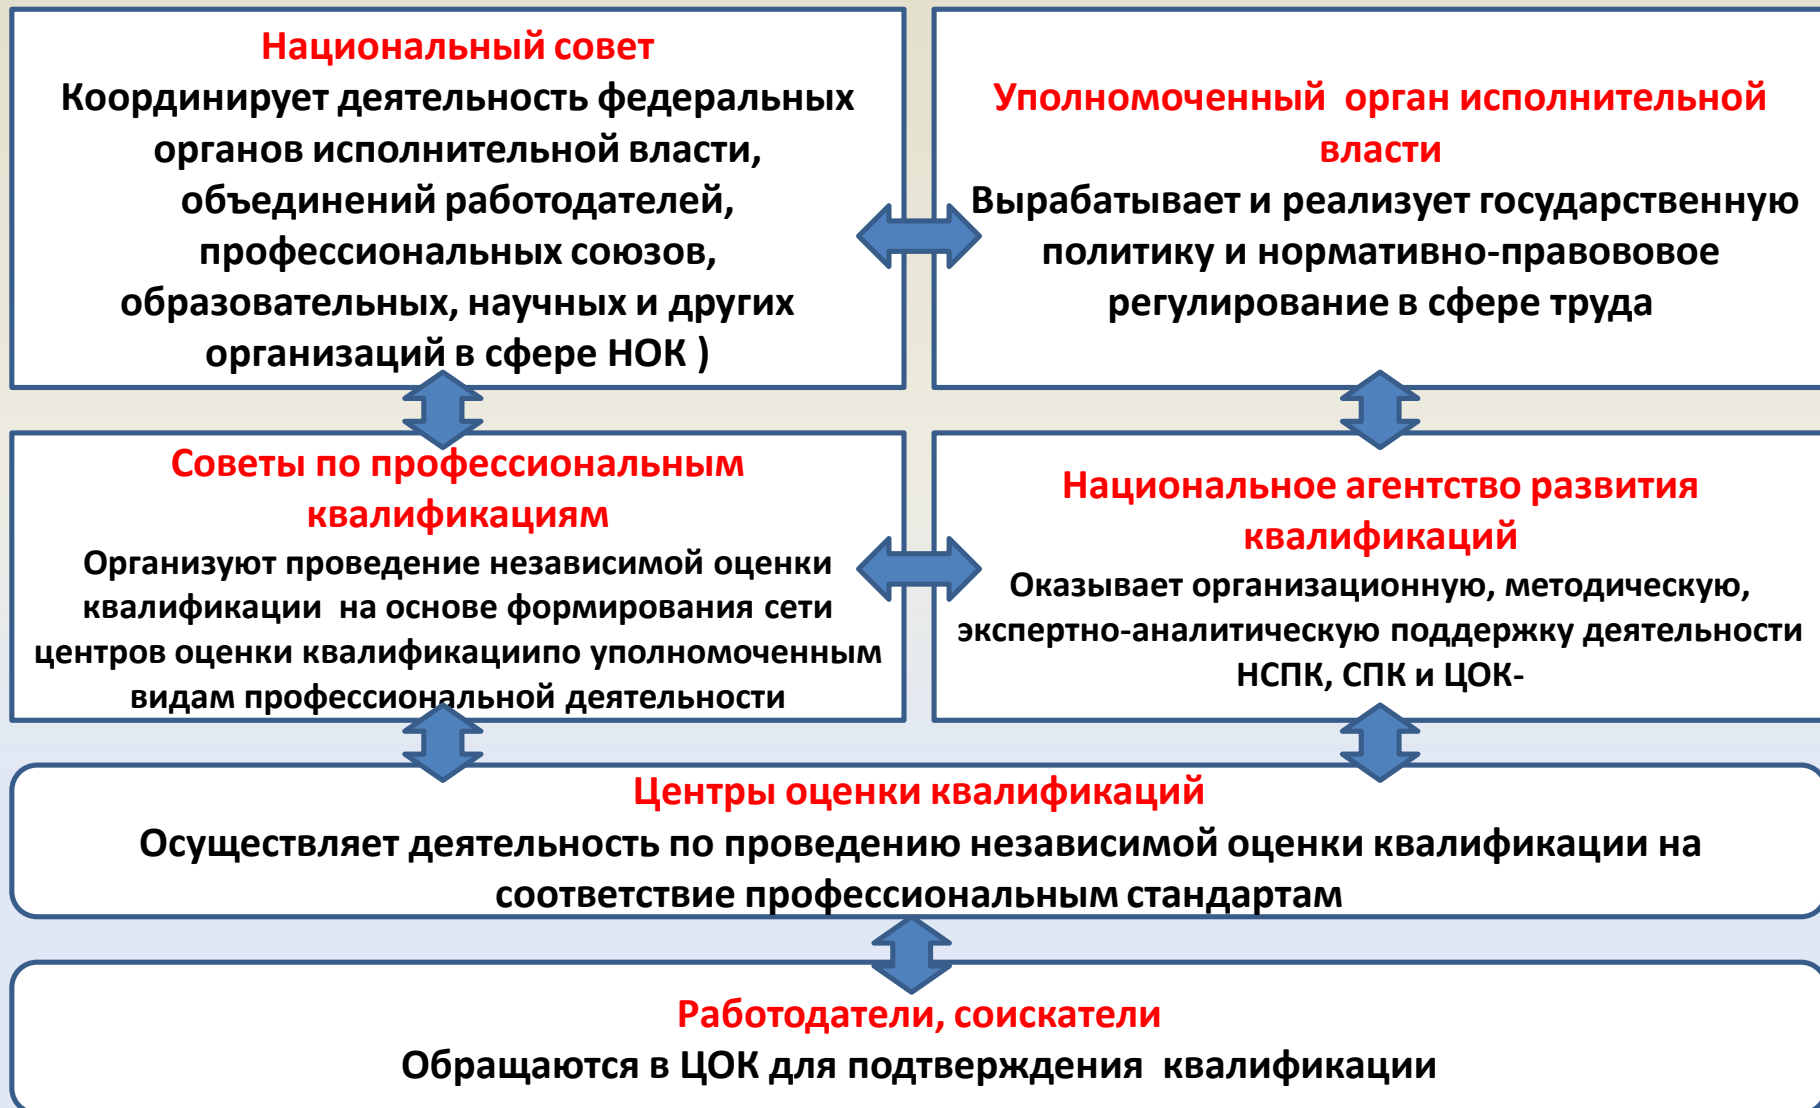 Национальный совет
Координирует деятельность федеральных
органов исполнительной власти,
объединений работодателей,
профессиональных союзов,
образовательных, научных и других
организаций в сфере НОК )
Уполномоченный орган исполнительной
власти
Вырабатывает и реализует государственную
политику и нормативно-правововое
регулирование в сфере труда
Советы по профессиональным
квалификациям
Организуют проведение независимой оценки
квалификации на основе формирования сети
центров оценки квалификациипо уполномоченным
видам профессиональной деятельности
Национальное агентство развития
квалификаций
Оказывает организационную, методическую,
экспертно-аналитическую поддержку деятельности
НСПК, СПК и ЦОК-
Центры оценки квалификаций
Осуществляет деятельность по проведению независимой оценки квалификации на
соответствие профессиональным стандартам
Работодатели, соискатели
Обращаются в ЦОК для подтверждения квалификации